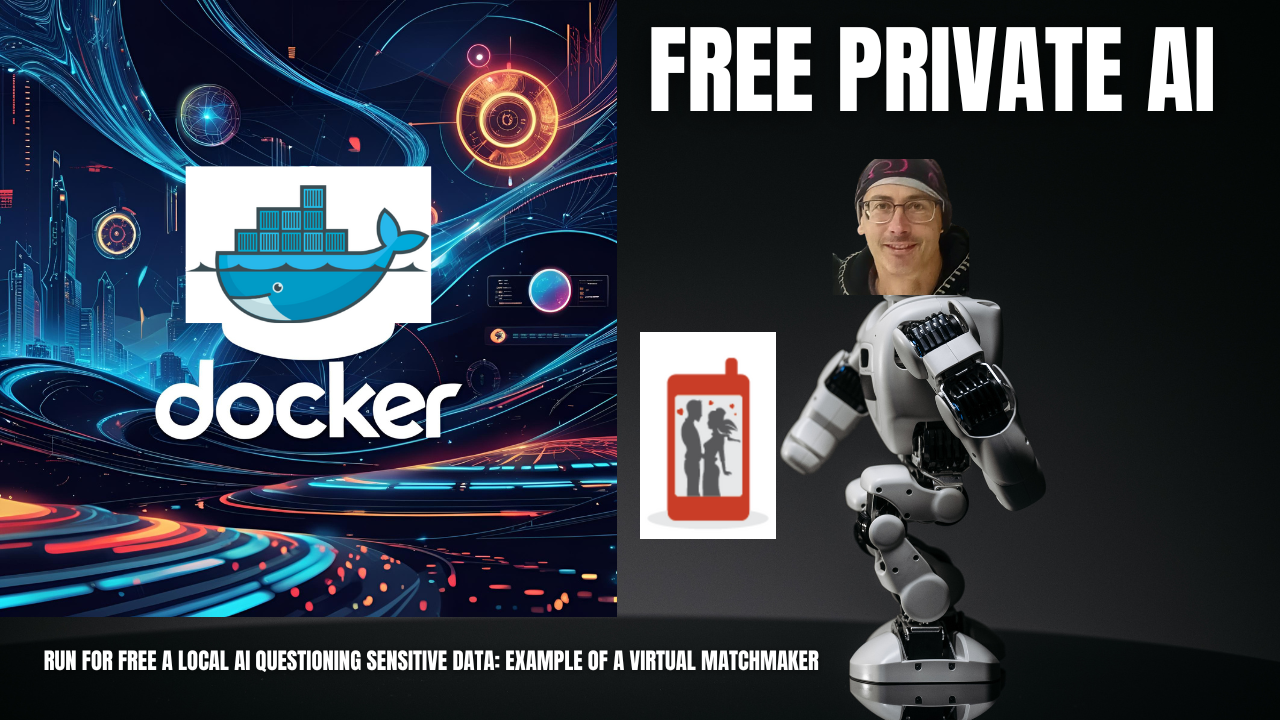 FREE PRIVATE AI
docker
RUN FOR FREE A LOCAL AI QUESTIONING SENSITIVE DATA: EXAMPLE OF A VIRTUAL MATCHMAKER